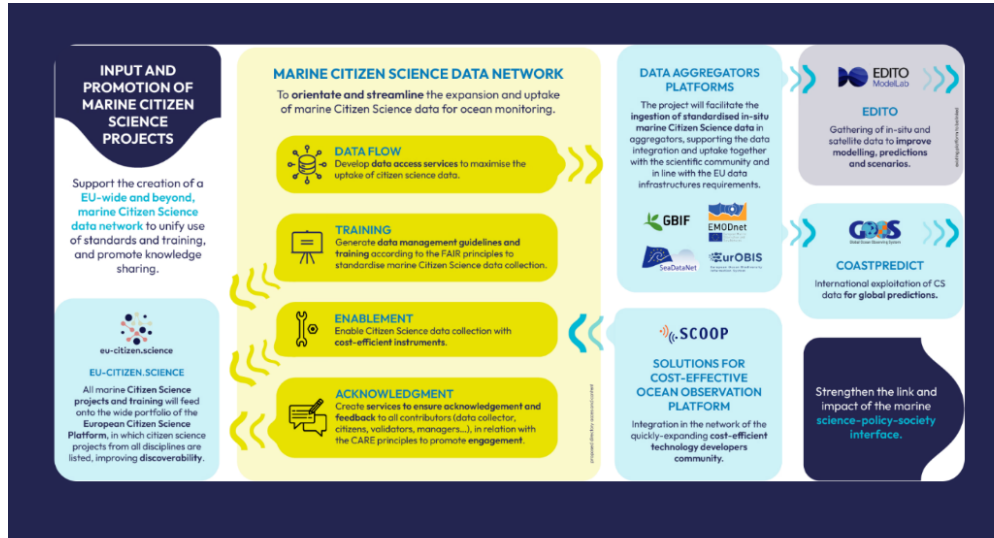 INPUT AND
PROMOTION OF
MARINE CITIZEN
SCIENCE
PROJECTS
Support the creation of a
EU-wide and beyond,
marine Citizen Science
data network to unify use
of standards and training,
and promote knowledge
sharing.
eu-citizen.science
EU-CITIZEN.SCIENCE
All marine Citizen Science
projects and training will feed
onto the wide portfolio of the
European Citizen Science
Platform, in which citizen science
projects from all disciplines are
listed, improving discoverability.
MARINE CITIZEN SCIENCE DATA NETWORK
To orientate and streamline the expansion and uptake
of marine Citizen Science data for ocean monitoring.
DATA FLOW
Develop data access services to maximise the
uptake of citizen science data.
TRAINING
Generate data management guidelines and
training according to the FAIR principles to
standardise marine Citizen Science data collection.
ENABLEMENT
Enable Citizen Science data collection with
cost-efficient instruments.
ACKNOWLEDGMENT
Create services to ensure acknowledgement and
feedback to all contributors (data collector,
citizens, validators, managers...), in relation with
the CARE principles to promote engagement.
DATA AGGREGATORS
PLATFORMS
The project will facilitate the
ingestion of standardised in-situ
marine Citizen Science data in
aggregators, supporting the data
integration and uptake together
with the scientific community and
in line with the EU data
infrastructures requirements.
GBIF
EMODnet
SeaDataNet
EurOBIS
SCOOP
SOLUTIONS FOR
COST-EFFECTIVE
OCEAN OBSERVATION
PLATFORM
Integration in the network of the
quickly-expanding cost-efficient
technology developers
community.
EDITO
ModelLab
EDITO
Gathering of in-situ and
satellite data to improve
modelling, predictions
and scenarios.
GOOS
Global Ocean Observing System
COASTPREDICT
International exploitation of CS
data for global predictions.
Strengthen the link and
impact of the marine
science-policy-society
interface.